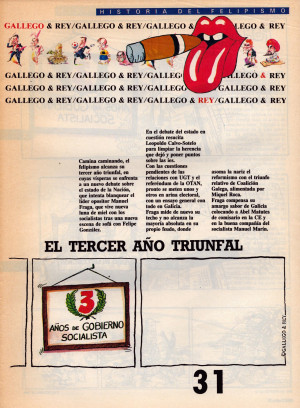 HISTORIA DEL FELIPISMO
GALLEGO & REY/GALLEGO & REY/GALLEGO & REY/GALLEGO & REY
GALLEGO & REY/GALLEGO & REY/GALLEGO & REY/GALLEGO & REY
GALLEGO & REY/GALLEGO & REY/GALLEGO & REY/GALLEGO & REY
GALLEGO & REY/GALLEGO & REY/GALLEGO & REY/GALLEGO & REY
Camina caminando, el
felipismo alcanza su
tercer año triunfal, en
cuyas vísperas se enfrenta
a un nuevo debate sobre
el estado de la Nación,
que intenta blanquear el
líder opositor Manuel
Fraga, que vive nueva
luna de miel con los
socialistas tras una nueva
escena de sofá con Felipe
González.
En el debate del estado en
cuestión resucita
Leopoldo Calvo-Sotelo
para limpiar la herencia
que dejó y poner puntos
sobre las íes.
Con las cuestiones
pendientes de las
relaciones con UGT y el
referéndum de la OTAN,
pronto se meten unos y
otros en arina electoral,
con un ensayo general con
todo en Galicia.
Fraga mide de nuevo su
techo y no alcanza la
mayoría absoluta en su
propio feudo, donde
asoma la nariz el
reformismo con el triunfo
relativo de Coalición
Galega, alimentada por
Miquel Roca.
Fraga compensa su
amargo sabor de Galicia
colocando a Abel Matutes
de comisario en la CE y
en la buena compañía del
socialista Manuel Marín.
EL TERCER AÑO TRIUNFAL
3
AÑOS DE GOBIERNO
SOCIALISTA
©GALLEGO & REY
31